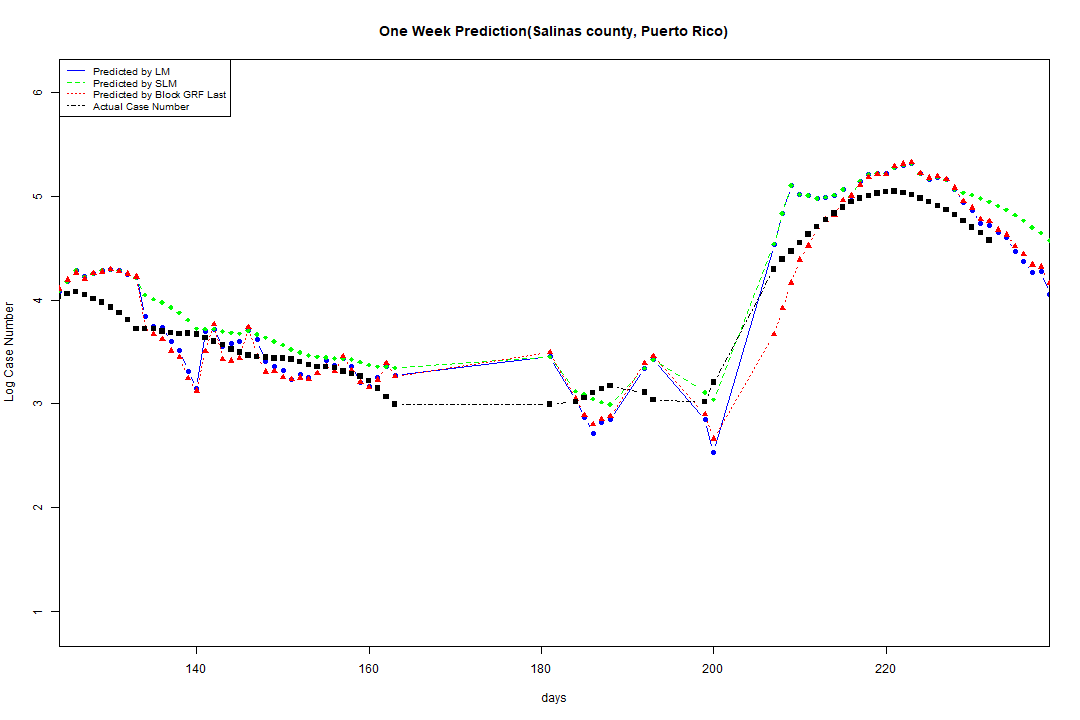 One Week Prediction(Salinas county, Puerto Rico)
Predicted by LM
Predicted by SLM
Predicted by Block GRF Last
Actual Case Number
Log Case Number
6
5
4
3
2
1
140 160 180 200 220
days